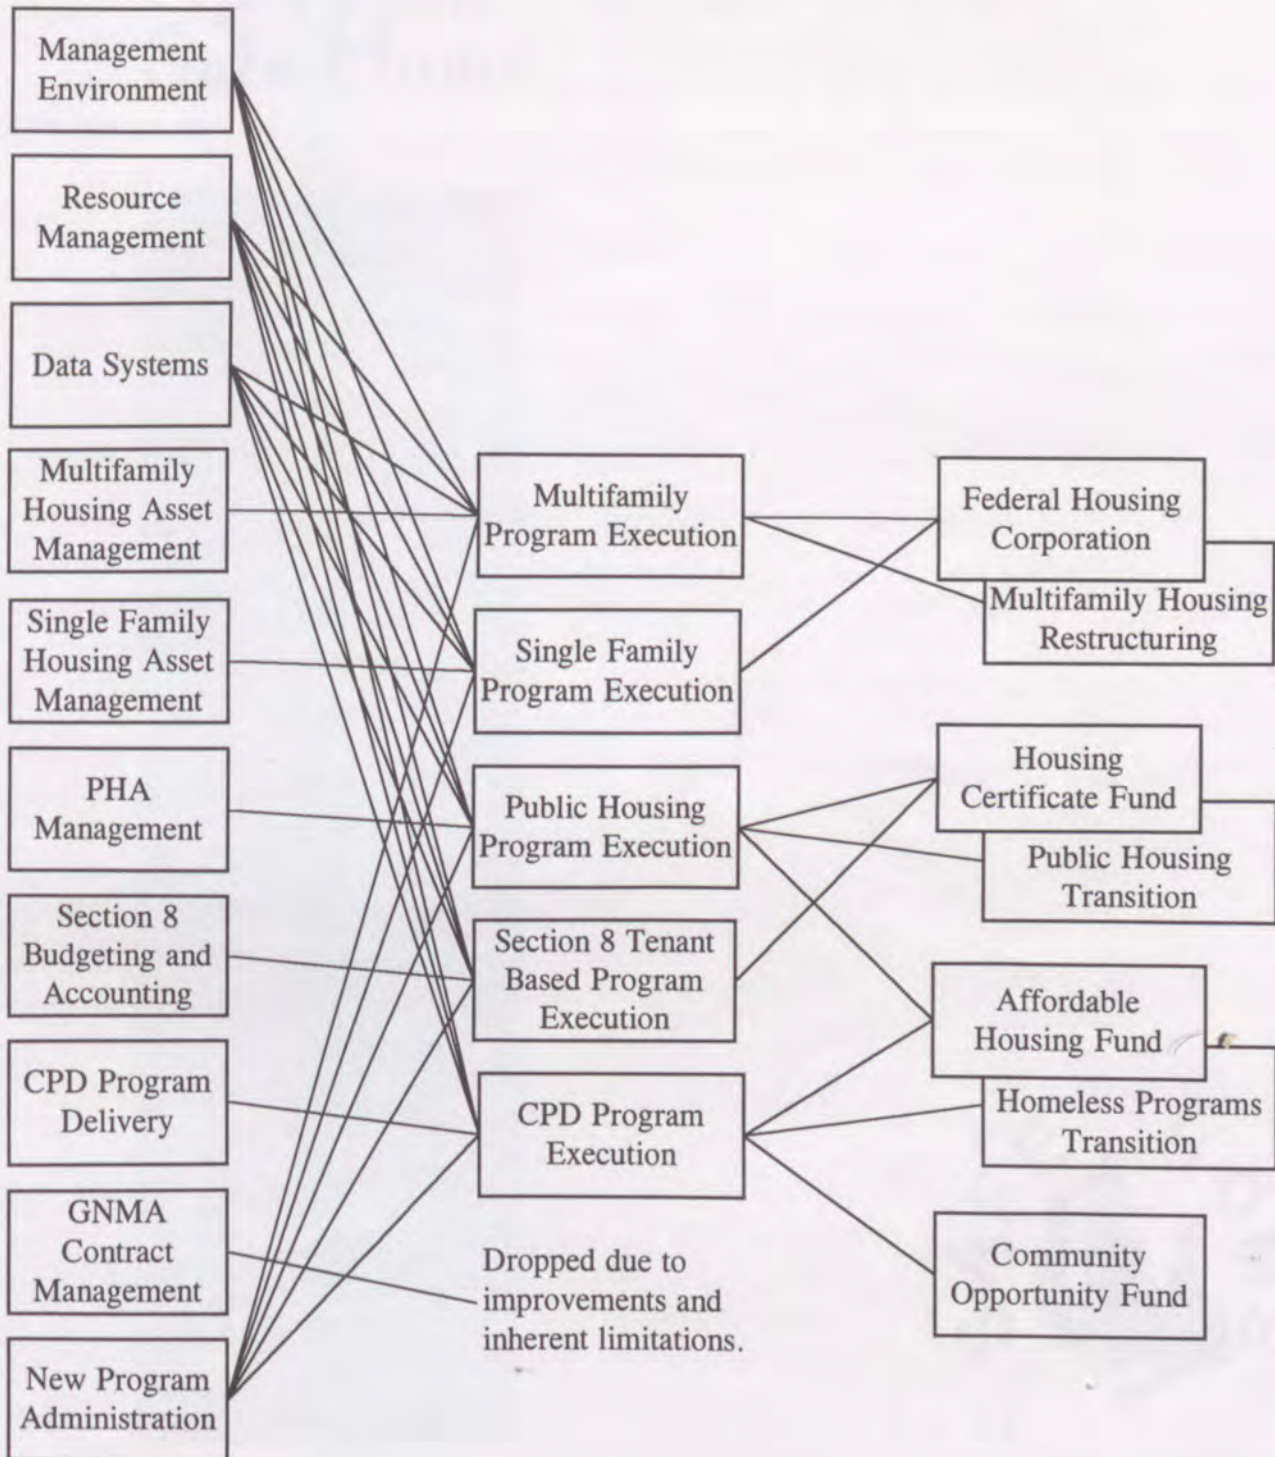 Management
Environment
Resource
Management
Data Systems
Multifamily
Housing Asset
Management
Single Family
Housing Asset
Management
PHA
Management
Section 8
Budgeting and
Accounting
CPD Program
Delivery
GNMA
Contract
Management
New Program
Administration
Multifamily
Program Execution
Single Family
Program Execution
Public Housing
Program Execution
Section 8 Tenant
Based Program
Execution
CPD Program
Execution
Dropped due to
improvements and
inherent limitations.
Federal Housing
Corporation
Multifamily Housing
Restructuring
Housing
Certificate Fund
Public Housing
Transition
Affordable
Housing Fund
Homeless Programs
Transition
Community
Opportunity Fund